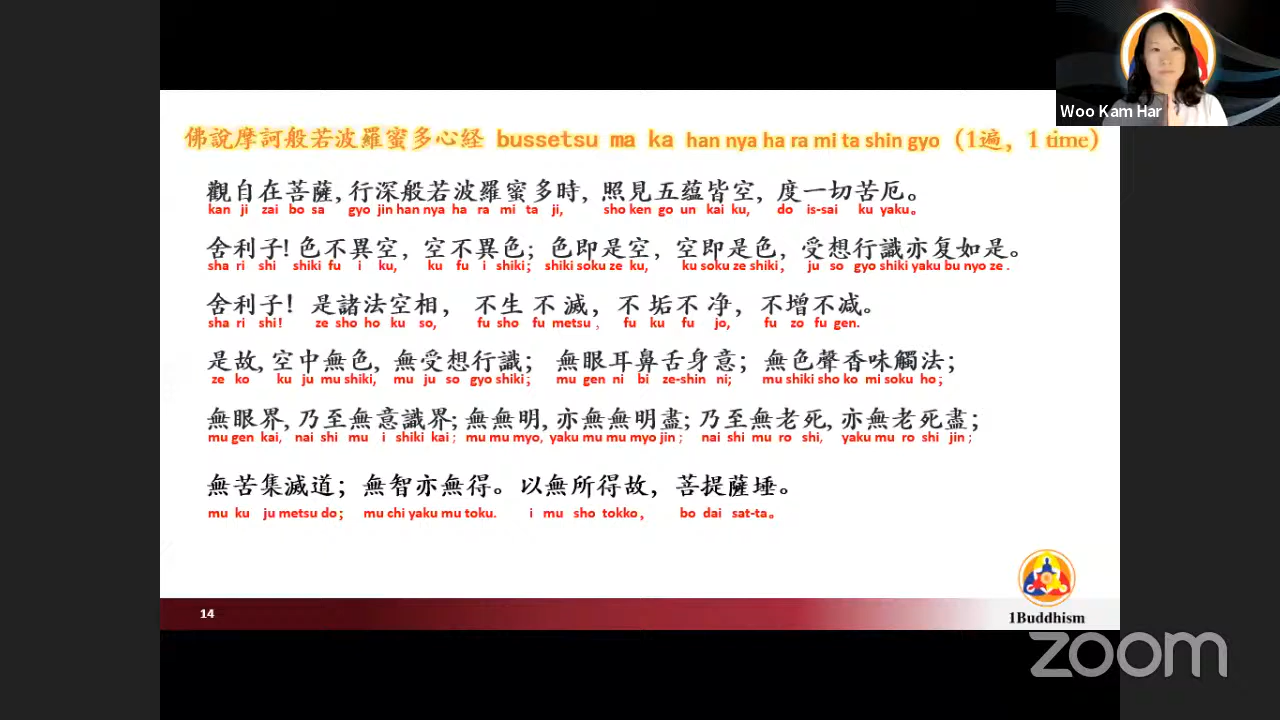 Woo Kam Har
佛說摩訶般若波羅蜜多心経 bussetsu ma ka han nya ha ra mi ta shin gyo (1遍, 1 time)
觀自在菩薩, 行深般若波羅蜜多時, 照見五蘊皆空, 度一切苦厄。
kan ji zai bo sa gyo jin han nya ha ra mi ta ji, sho ken go un kai ku, do is-sai ku yaku。
舍利子! 色不異空, 空不異色; 色即是空, 空即是色, 受想行識亦复如是。
sha ri shi shiki fu i ku, ku fu i shiki; shiki soku ze ku, ku soku ze shiki, ju so gyo shiki yaku bu nyo ze .
舍利子! 是諸法空相, 不生不滅, 不垢不净, 不增不减。
sha ri shi! ze sho ho ku so, fu sho fu metsu , fu ku fu jo, fu zo fu gen.
是故, 空中無色, 無受想行識; 無眼耳鼻舌身意; 無色聲香味觸法;
ze ko ku ju mu shiki, mu ju so gyo shiki; mu gen ni bi ze-shin ni; mu shiki sho ko mi soku ho;
無眼界, 乃至無意識界; 無無明, 亦無無明盡; 乃至無老死, 亦無老死盡;
mu gen kai, nai shi mu i shiki kai ; mu mu myo, yaku mu mu myo jin ; nai shi mu ro shi, yaku mu ro shi jin ;
無苦集滅道; 無智亦無得。以無所得故, 菩提薩埵。
mu ku ju metsu do; mu chi yaku mu toku. i mu sho tokko, bo dai sat-ta。
14
1Buddhism
zoom